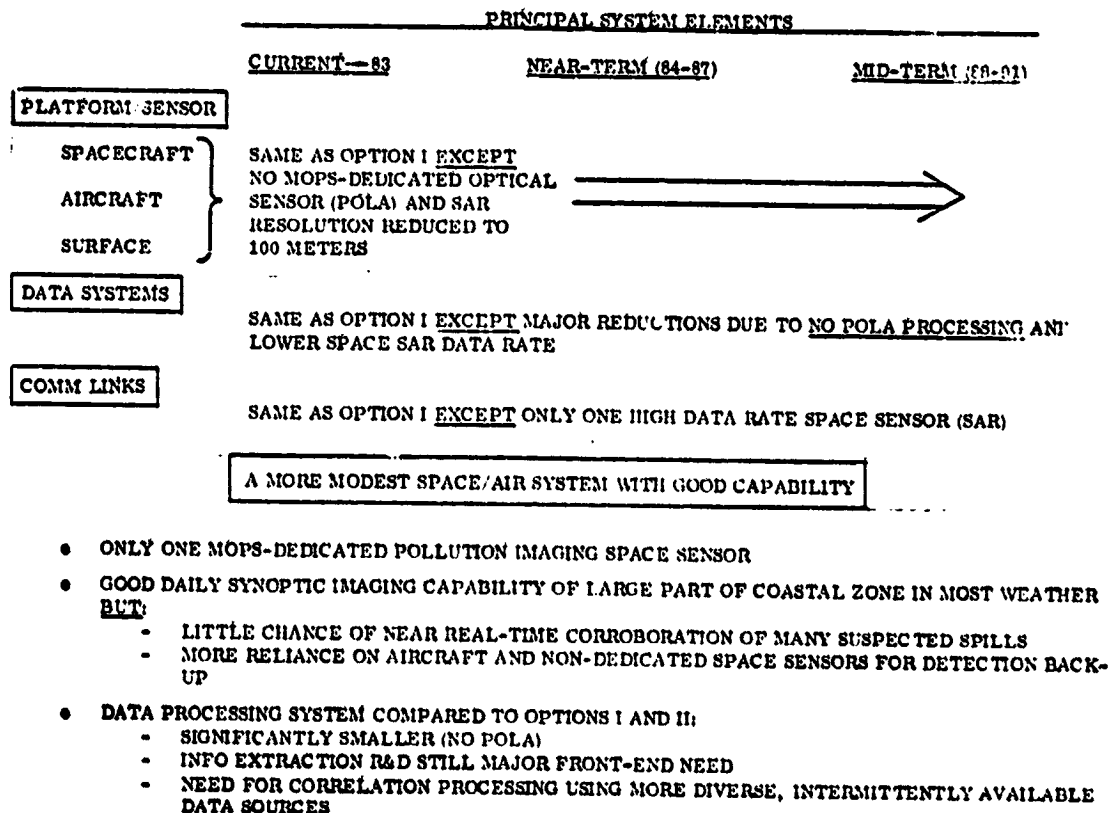 PRINCIPAL SYSTEM ELEMENTS
CURRENT—83 NEAR-TERM (84-87) MID-TERM (88-91)
PLATFORM/SENSOR
SPACECRAFT
AIRCRAFT
SURFACE
SAME AS OPTION I EXCEPT
NO MOPS-DEDICATED OPTICAL
SENSOR (POLA) AND SAR
RESOLUTION REDUCED TO
100 METERS
DATA SYSTEMS
SAME AS OPTION I EXCEPT MAJOR REDUCTIONS DUE TO NO POLA PROCESSING AND
LOWER SPACE SAR DATA RATE
COMM LINKS
SAME AS OPTION I EXCEPT ONLY ONE HIGH DATA RATE SPACE SENSOR (SAR)
A MORE MODEST SPACE/AIR SYSTEM WITH GOOD CAPABILITY
• ONLY ONE MOPS-DEDICATED POLLUTION IMAGING SPACE SENSOR
• GOOD DAILY SYNOPTIC IMAGING CAPABILITY OF LARGE PART OF COASTAL ZONE IN MOST WEATHER
BUT:
- LITTLE CHANCE OF NEAR REAL-TIME CORROBORATION OF MANY SUSPECTED SPILLS
- MORE RELIANCE ON AIRCRAFT AND NON-DEDICATED SPACE SENSORS FOR DETECTION BACK-
UP
• DATA PROCESSING SYSTEM COMPARED TO OPTIONS I AND II:
- SIGNIFICANTLY SMALLER (NO POLA)
- INFO EXTRACTION R&D STILL MAJOR FRONT-END NEED
- NEED FOR CORRELATION PROCESSING USING MORE DIVERSE, INTERMITTENTLY AVAILABLE
DATA SOURCES